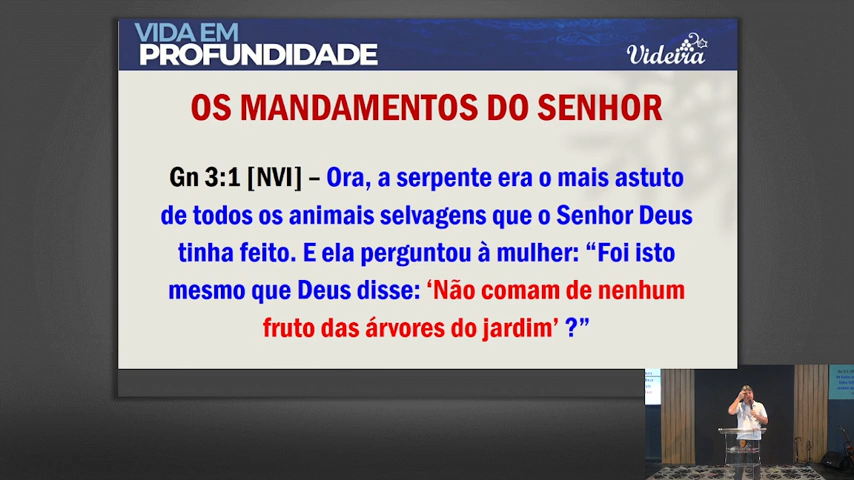 VIDA EM
PROFUNDIDADE
Videira
OS MANDAMENTOS DO SENHOR
Gn 3:1 [NVI] – Ora, a serpente era o mais astuto
de todos os animais selvagens que o Senhor Deus
tinha feito. E ela perguntou à mulher: “Foi isto
mesmo que Deus disse: ‘Não comam de nenhum
fruto das árvores do jardim’ ?”